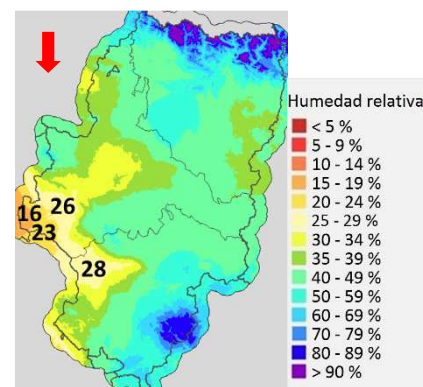 Humedad relativa
< 5 %
5 - 9 %
10 - 14 %
15 - 19 %
20 - 24 %
25 - 29 %
30 - 34 %
35 - 39 %
40 - 49 %
50 - 59 %
60 - 69 %
70 - 79 %
80 - 89 %
> 90 %
16
26
23
28